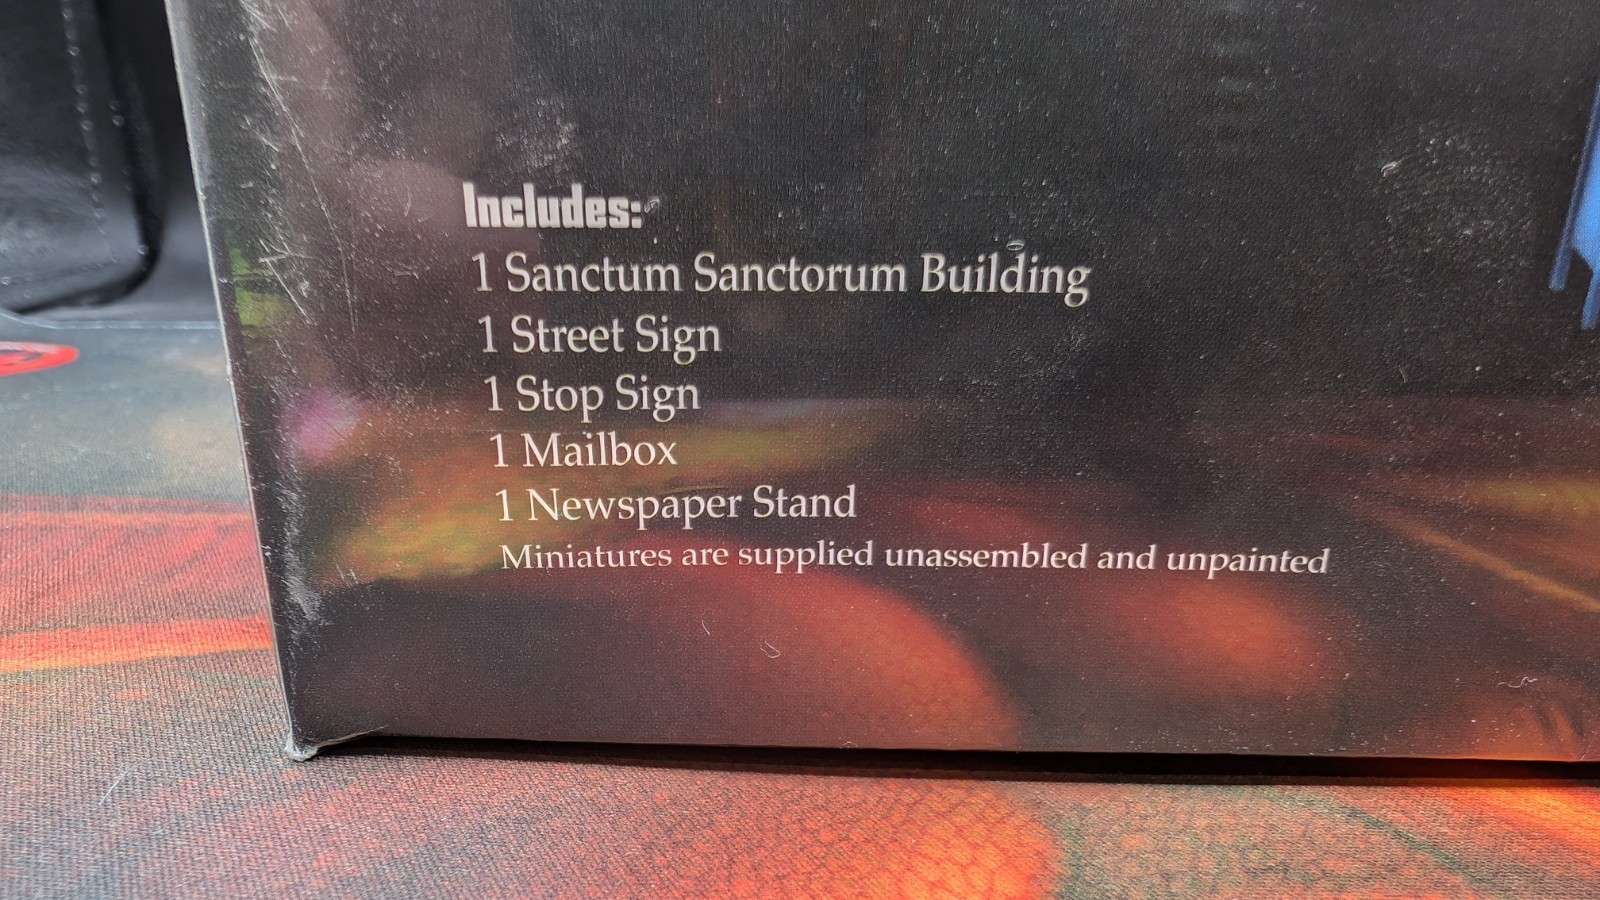 Includes:
1 Sanctum Sanctorum Building
1 Street Sign
1 Stop Sign
1 Mailbox
1 Newspaper Stand
Miniatures are supplied unassembled and unpainted